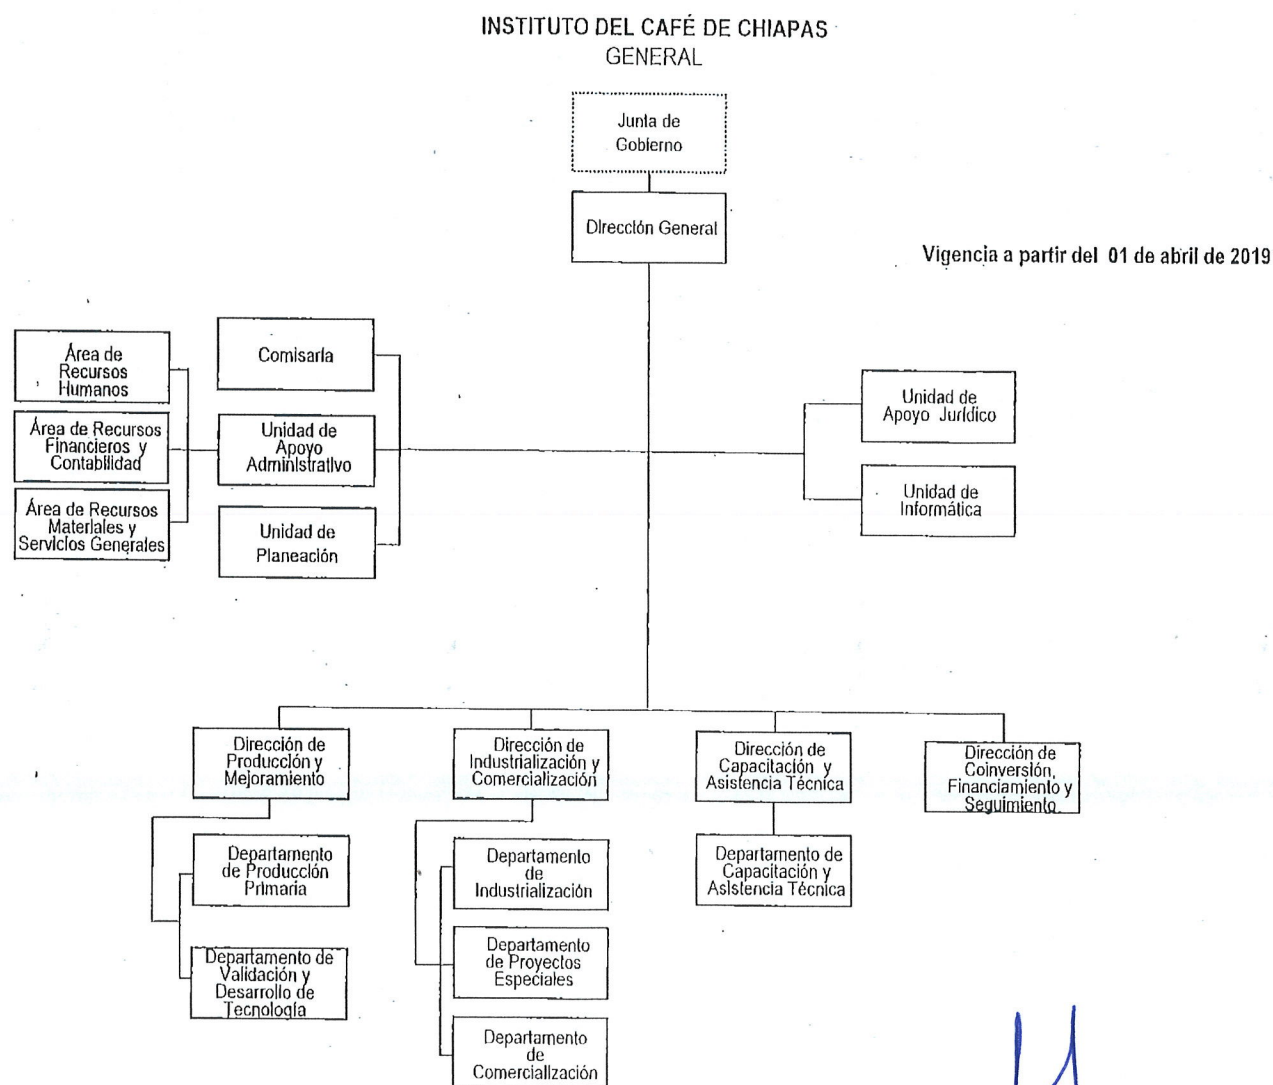 INSTITUTO DEL CAFÉ DE CHIAPAS
GENERAL
Junta de
Gobierno
Dirección General
Vigencia a partir del 01 de abril de 2019
Área de
Recursos
Humanos
Área de Recursos
Financieros y
Contabilidad
Área de Recursos
Materiales y
Servicios Generales
Comisaría
Unidad de
Apoyo
Administrativo
Unidad de
Planeación
Unidad de
Apoyo Jurídico
Unidad de
Informática
Dirección de
Producción y
Mejoramiento
Departamento
de Producción
Primaria
Departamento de
Validación y
Desarrollo de
Tecnología
Dirección de
Industrialización y
Comercialización
Departamento
de
Industrialización
Departamento
de Proyectos
Especiales
Departamento
de
Comercialización
Dirección de
Capacitación y
Asistencia Técnica
Departamento de
Capacitación y
Asistencia Técnica
Dirección de
Coinversión,
Financiamiento y
Seguimiento